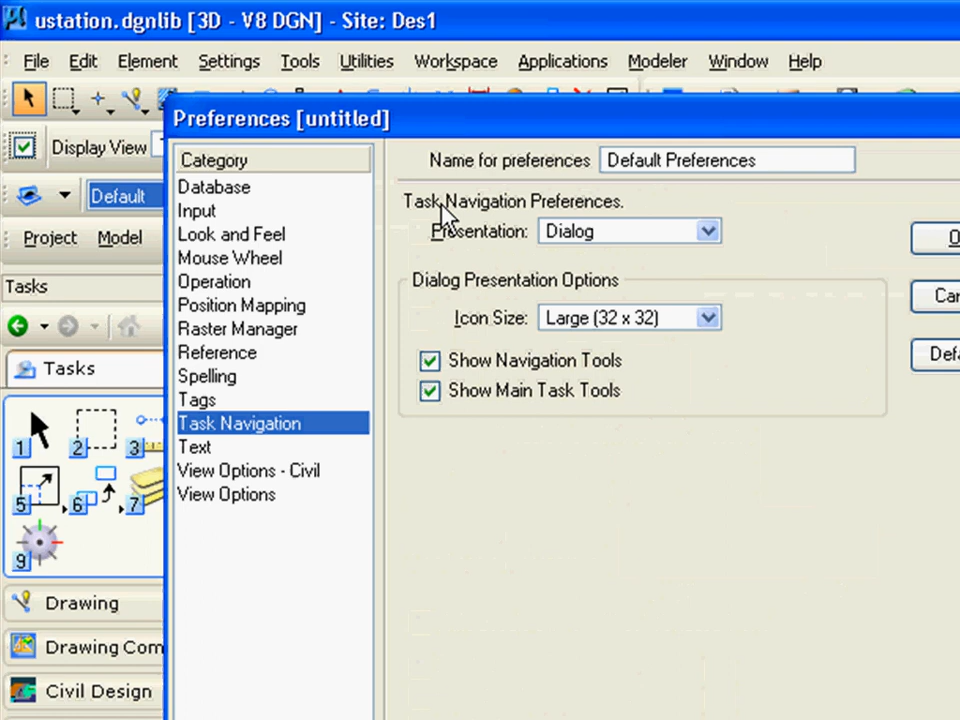 ustation.dgnlib [3D - V8 DGN] - Site: Des1
File Edit Element Settings Tools Utilities Workspace Applications Modeler Window Help
Preferences [untitled]
Display View
Category
Name for preferences Default Preferences
Database
Default
Task Navigation Preferences.
Input
Presentation: Dialog
Look and Feel
Project Model
Mouse Wheel
Operation
Dialog Presentation Options
Tasks
Position Mapping
Icon Size: Large (32 x 32)
Raster Manager
Reference
Show Navigation Tools
Tasks
Spelling
Show Main Task Tools
Tags
Task Navigation
Text
1 2 3
View Options - Civil
View Options
5 6 7
9
Drawing
Drawing Com
Civil Design